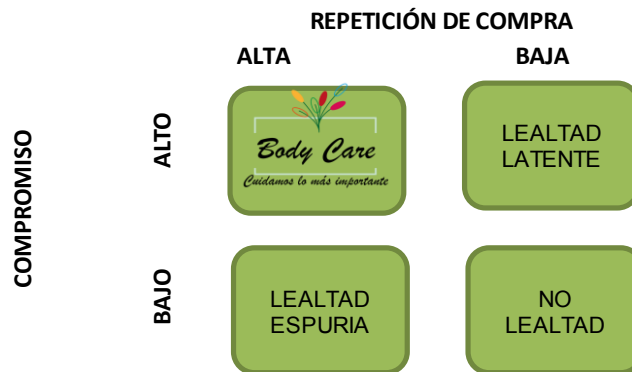 REPETICIÓN DE COMPRA
ALTA
BAJA
COMPROMISO
ALTO
Body Care
Cuidamos lo más importante
LEALTAD
LATENTE
BAJO
LEALTAD
ESPURIA
NO
LEALTAD